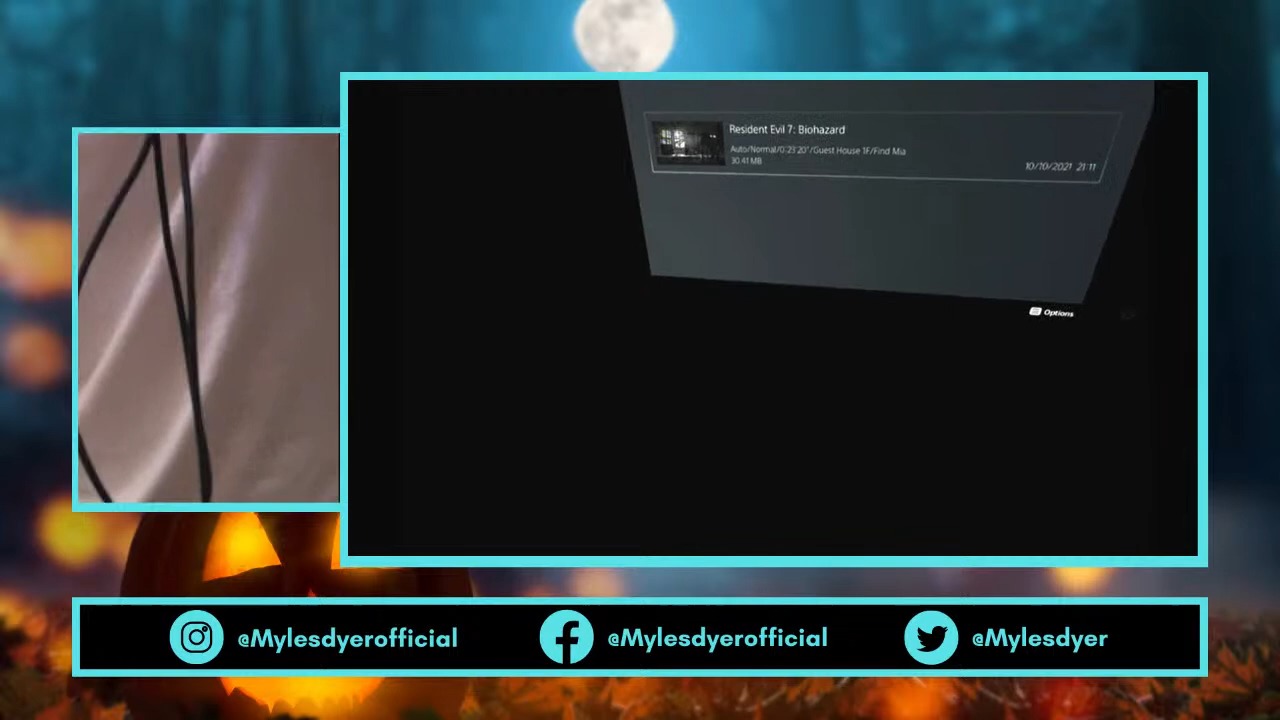 Resident Evil 7: Biohazard
Auto/Normal/0:23'20"/Guest House 1F/Find Mia
30.41 MB
10/10/2021 21:11
Options
@Mylesdyerofficial
@Mylesdyerofficial
@Mylesdyer